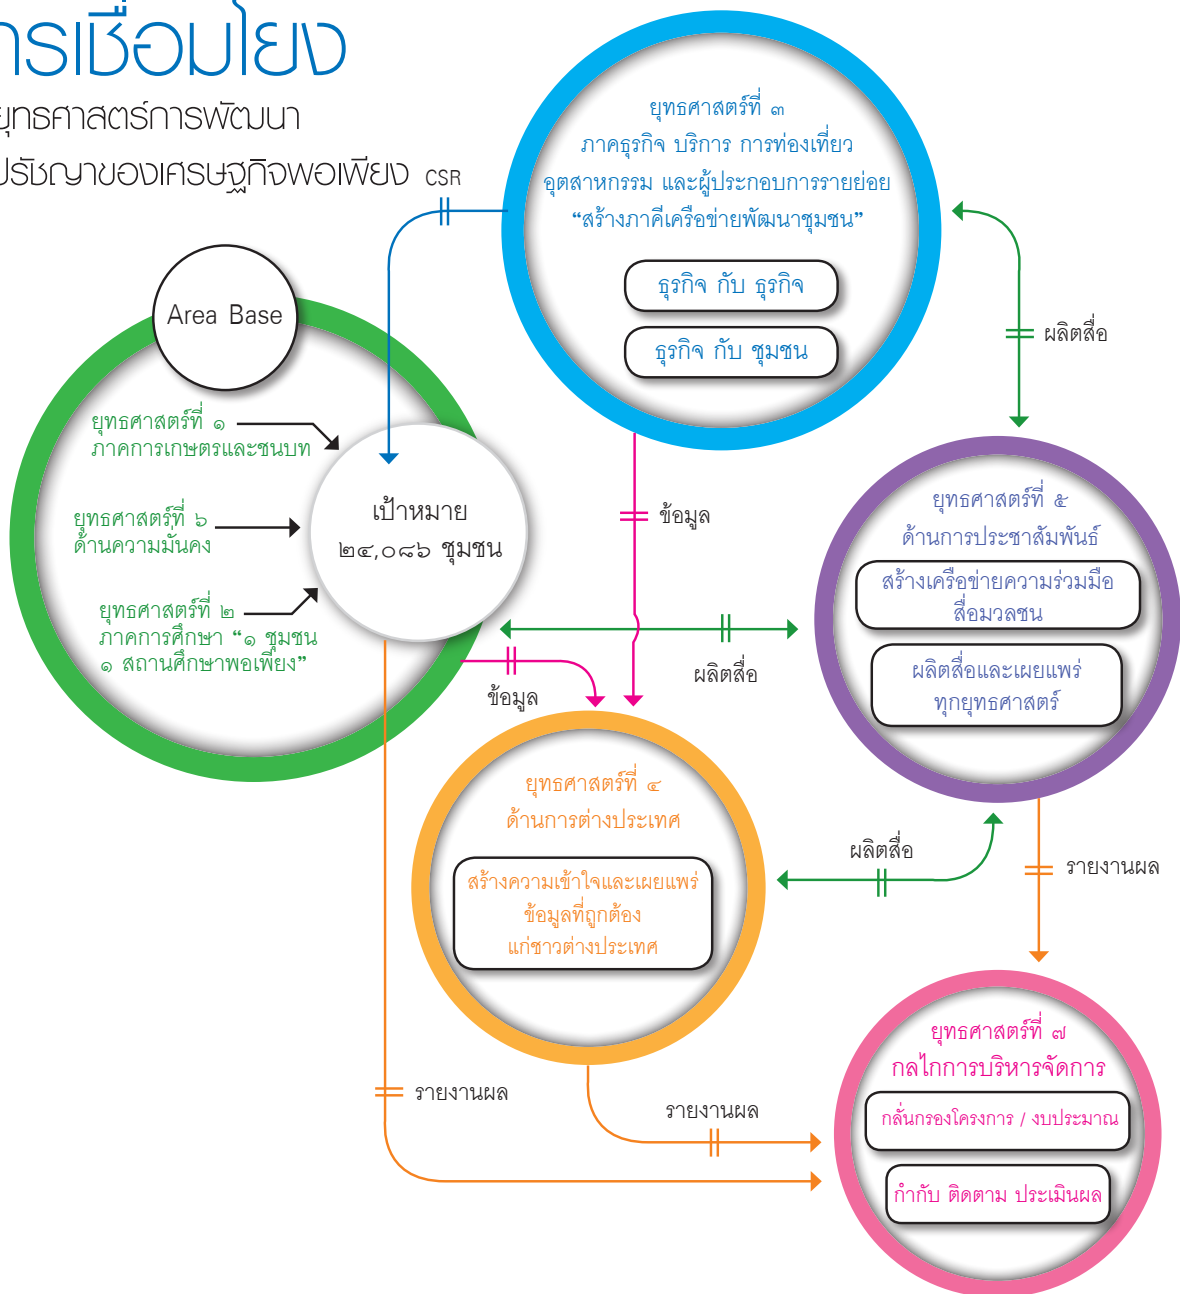 ารเชื่อมโยง
ยุทธศาสตร์การพัฒนา
ปรัชญาของเศรษฐกิจพอเพียง
CSR
ยุทธศาสตร์ที่ ๓
ภาคธุรกิจ บริการ การท่องเที่ยว
อุตสาหกรรม และผู้ประกอบการรายย่อย
“สร้างภาคีเครือข่ายพัฒนาชุมชน”
ธุรกิจ กับ ธุรกิจ
ธุรกิจ กับ ชุมชน
ผลิตสื่อ
Area Base
ยุทธศาสตร์ที่ ๑
ภาคการเกษตรและชนบท
ยุทธศาสตร์ที่ ๖
ด้านความมั่นคง
ยุทธศาสตร์ที่ ๒
ภาคการศึกษา “๑ ชุมชน
๑ สถานศึกษาพอเพียง”
เป้าหมาย
๒๔,๐๘๖ ชุมชน
ข้อมูล
ผลิตสื่อ
ข้อมูล
ยุทธศาสตร์ที่ ๕
ด้านการประชาสัมพันธ์
สร้างเครือข่ายความร่วมมือ
สื่อมวลชน
ผลิตสื่อและเผยแพร่
ทุกยุทธศาสตร์
ยุทธศาสตร์ที่ ๔
ด้านการต่างประเทศ
สร้างความเข้าใจและเผยแพร่
ข้อมูลที่ถูกต้อง
แก่ชาวต่างประเทศ
ผลิตสื่อ
รายงานผล
รายงานผล
รายงานผล
ยุทธศาสตร์ที่ ๗
กลไกการบริหารจัดการ
กลั่นกรองโครงการ / งบประมาณ
กำกับ ติดตาม ประเมินผล